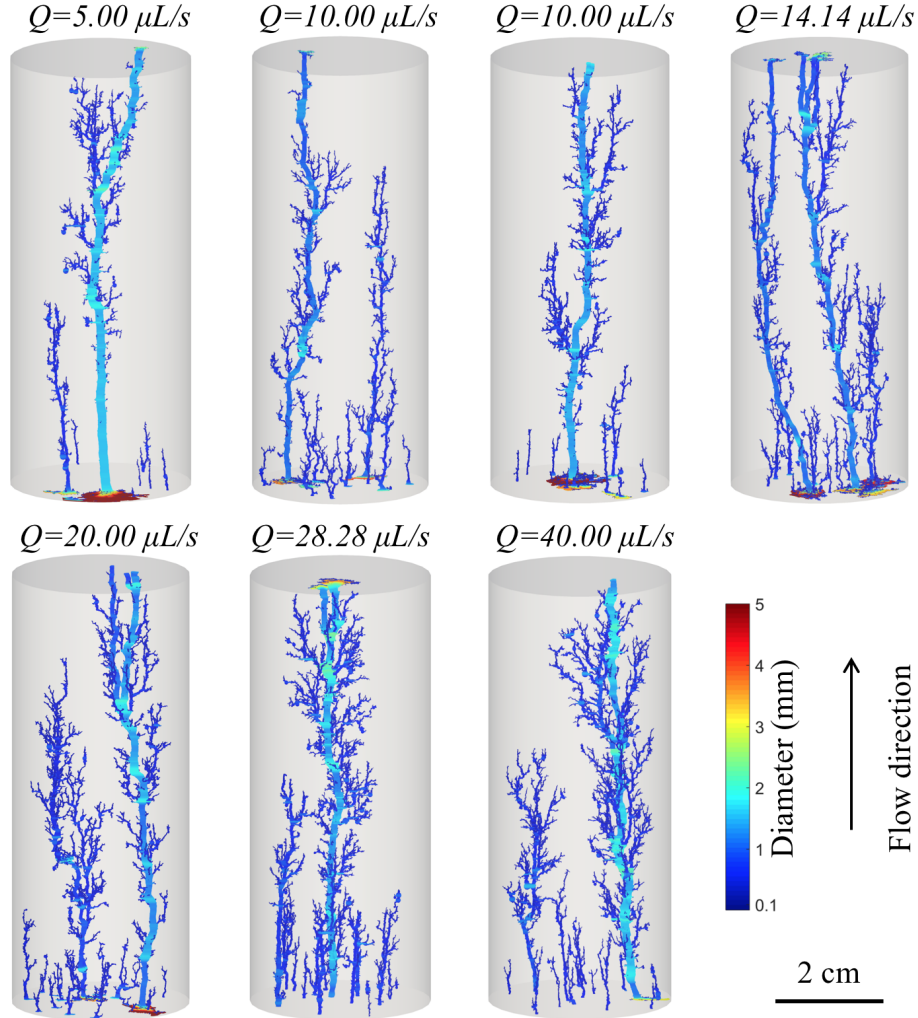 Q=5.00 μL/s
Q=10.00 μL/s
Q=10.00 μL/s
Q=14.14 μL/s
Q=20.00 μL/s
Q=28.28 μL/s
Q=40.00 μL/s
5
4
3
2
1
0.1
Diameter (mm)
Flow direction
2 cm